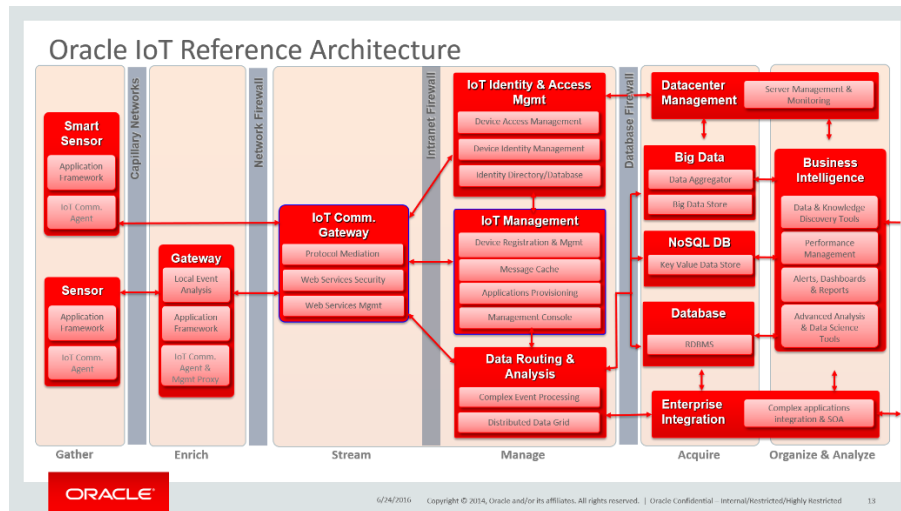 Oracle IoT Reference Architecture
Capillary Networks
Network Firewall
Intranet Firewall
Database Firewall
Smart
Sensor
Application
Framework
IoT Comm.
Agent
Sensor
Application
Framework
IoT Comm.
Agent
Gateway
Local Event
Analysis
Application
Framework
IoT Comm.
Agent &
Mgmt Proxy
IoT Comm.
Gateway
Protocol Mediation
Web Services Security
Web Services Mgmt
IoT Identity & Access
Mgmt
Device Access Management
Device Identity Management
Identity Directory/Database
IoT Management
Device Registration & Mgmt
Message Cache
Applications Provisioning
Management Console
Data Routing &
Analysis
Complex Event Processing
Distributed Data Grid
Datacenter
Management
Server Management &
Monitoring
Big Data
Data Aggregator
Big Data Store
NoSQL DB
Key Value Data Store
Database
RDBMS
Enterprise
Integration
Complex applications
integration & SOA
Business
Intelligence
Data & Knowledge
Discovery Tools
Performance
Management
Alerts, Dashboards
& Reports
Advanced Analysis
& Data Science
Tools
Gather
Enrich
Stream
Manage
Acquire
Organize & Analyze
ORACLE
6/24/2016
Copyright © 2014, Oracle and/or its affiliates. All rights reserved. | Oracle Confidential – Internal/Restricted/Highly Restricted
13